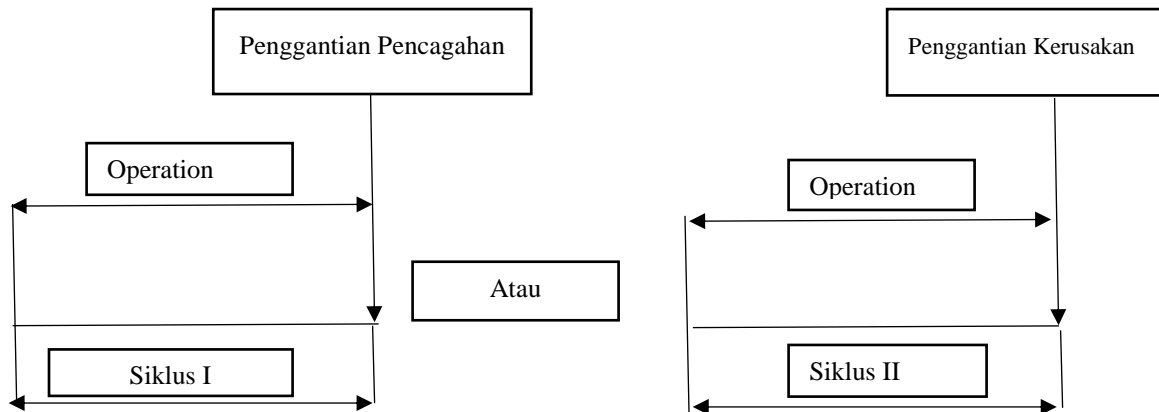 Penggantian Pencagahan
Penggantian Kerusakan
Operation
Operation
Atau
Siklus I
Siklus II